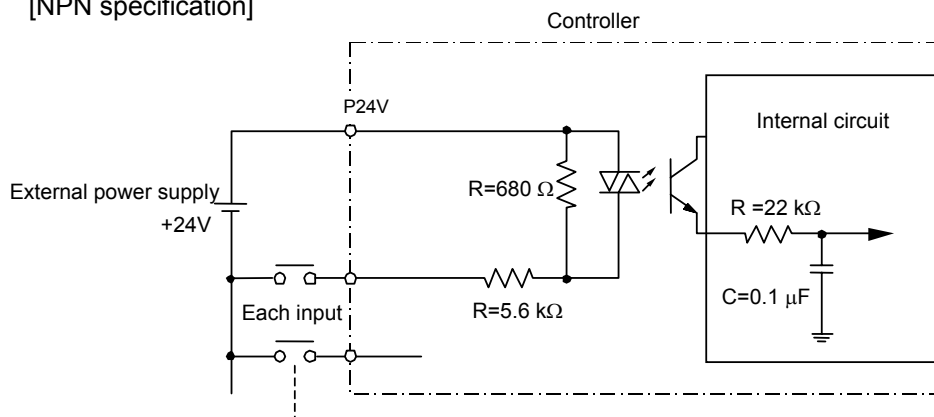 [NPN specification]
Controller
P24V
Internal circuit
External power supply
+24V
R=680 Ω
R =22 kΩ
C=0.1 μF
Each input
R=5.6 kΩ